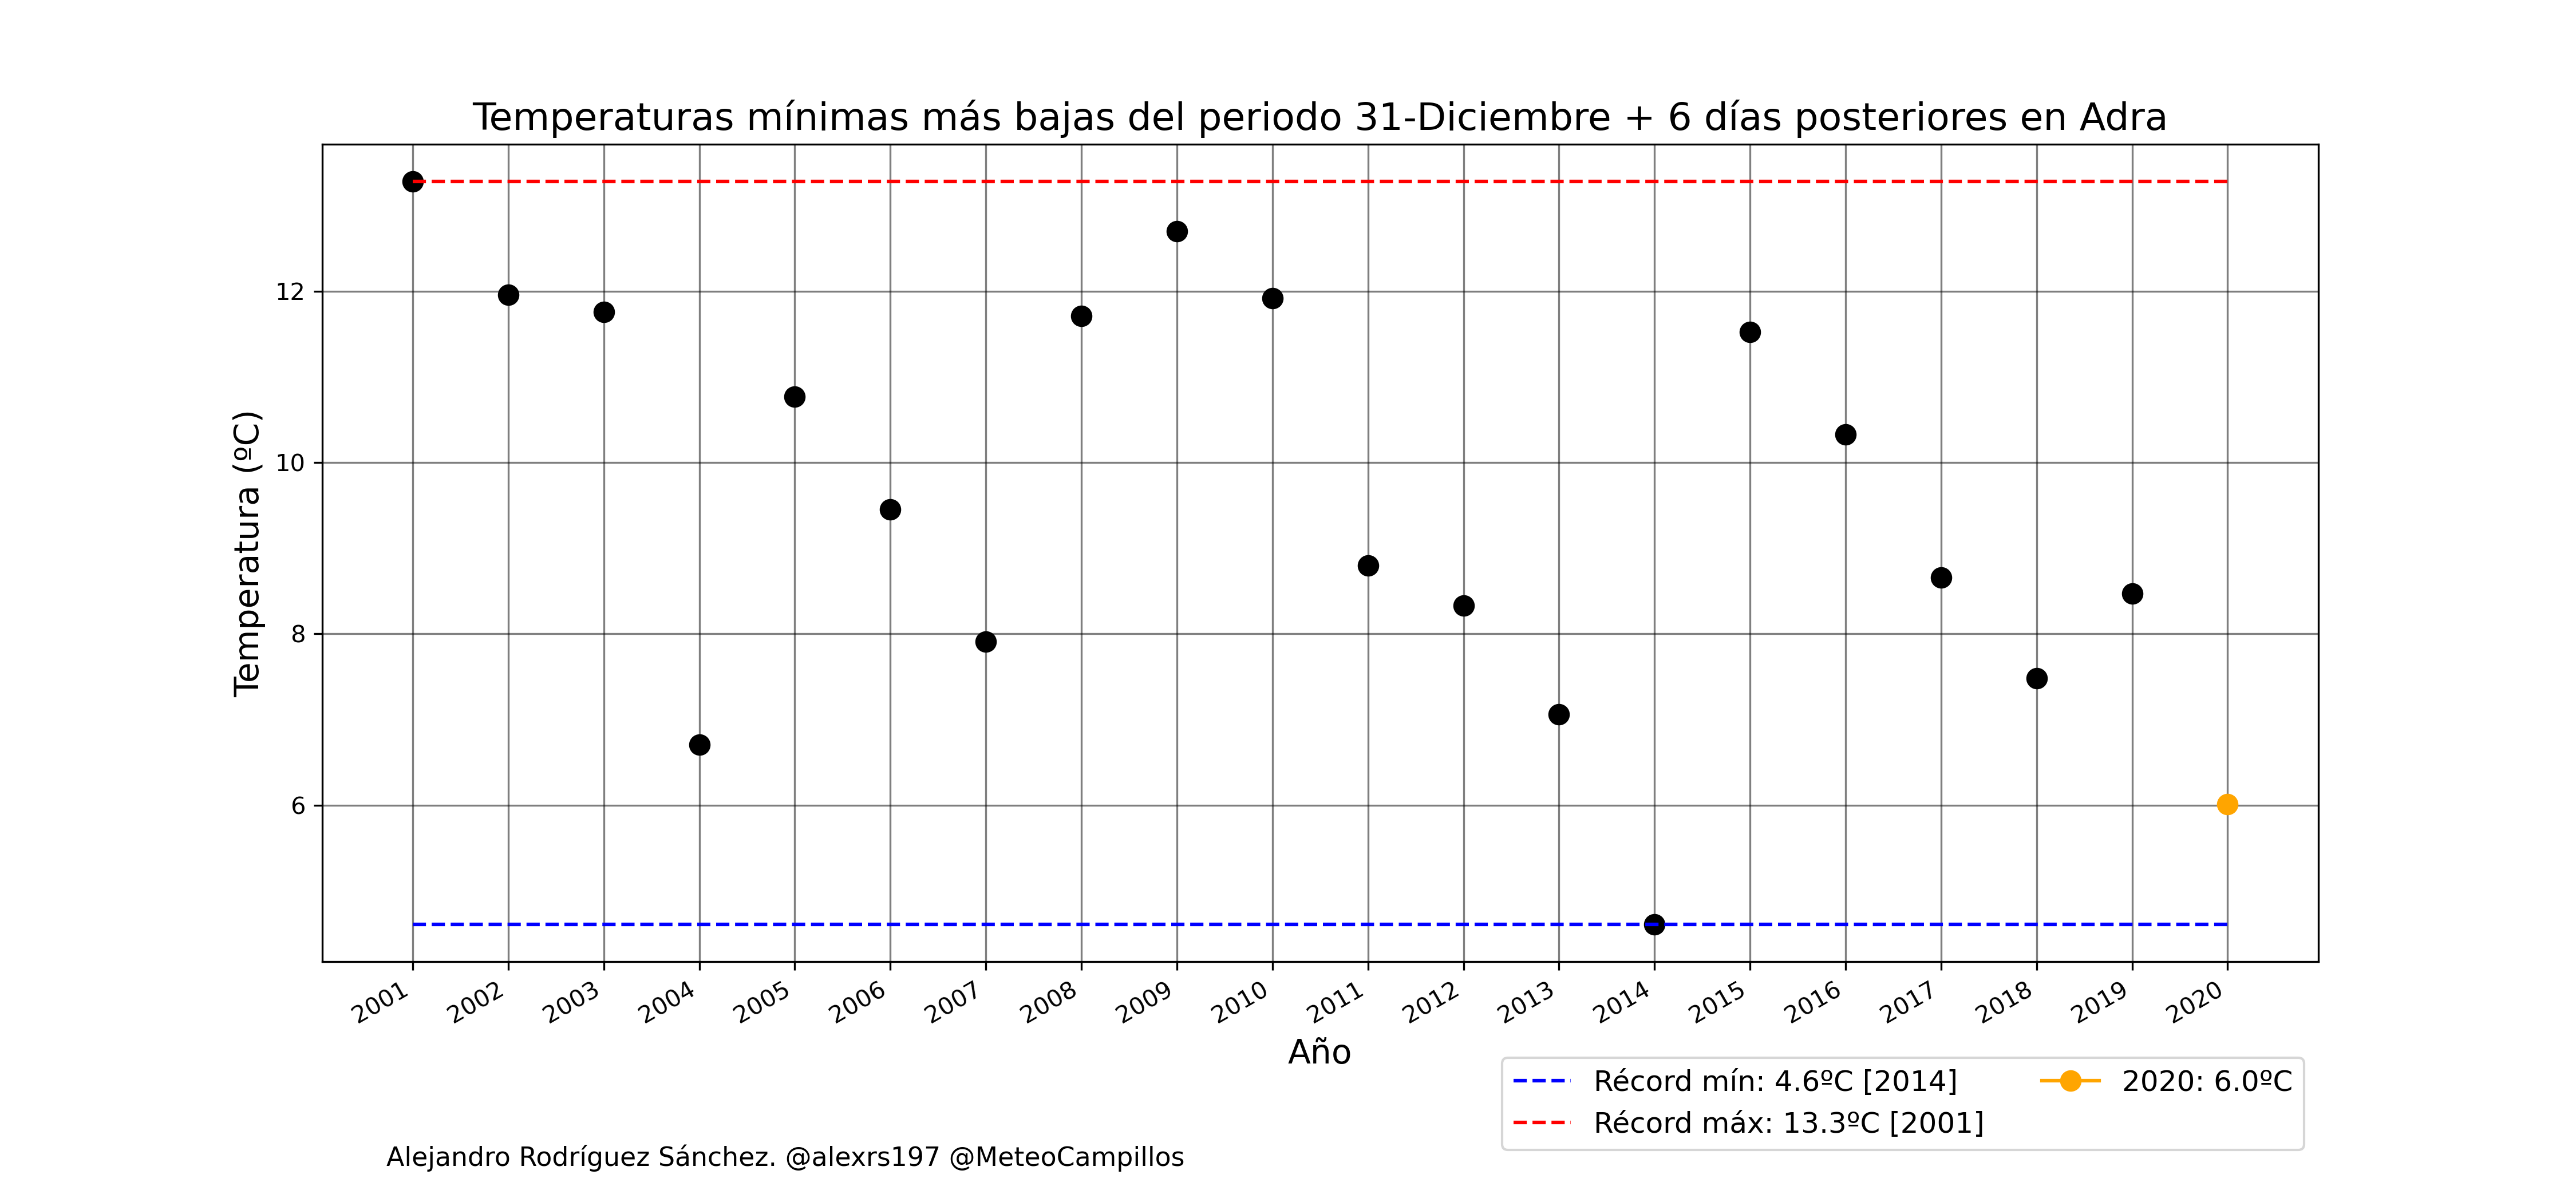 Temperaturas mínimas más bajas del periodo 31-Diciembre + 6 días posteriores en Adra
Temperatura (ºC)
12
10
8
6
2001 2002 2003 2004 2005 2006 2007 2008 2009 2010 2011 2012 2013 2014 2015 2016 2017 2018 2019 2020
Año
Récord mín: 4.6ºC [2014]
Récord máx: 13.3ºC [2001]
2020: 6.0ºC
Alejandro Rodríguez Sánchez. @alexrs197 @MeteoCampillos